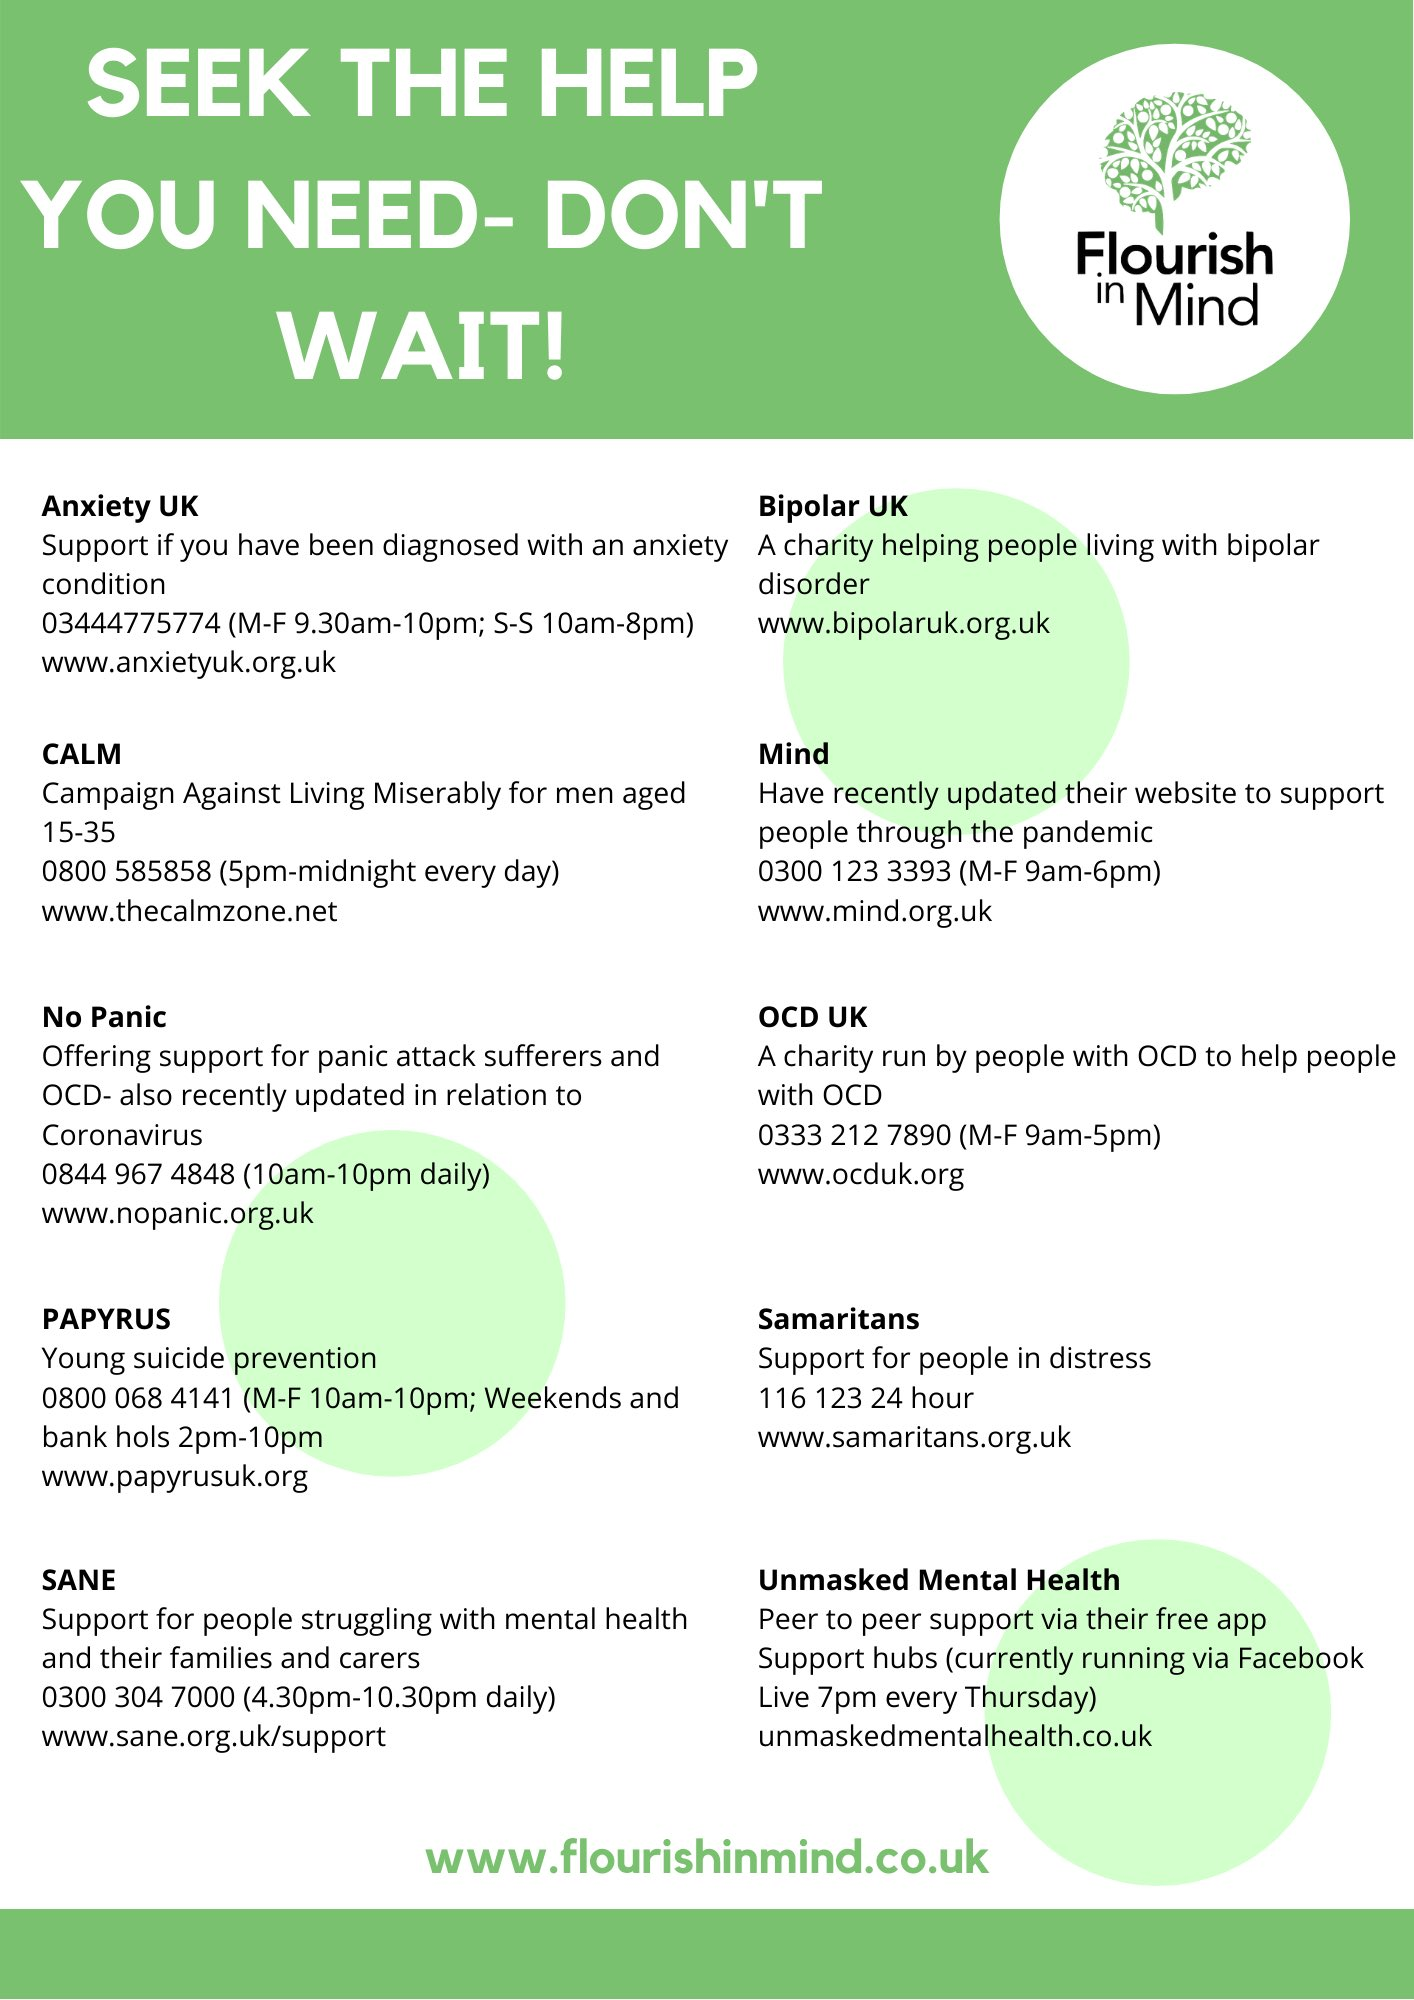 SEEK THE HELP
YOU NEED- DON'T
WAIT!
Flourish
in Mind
Anxiety UK
Support if you have been diagnosed with an anxiety
condition
03444775774 (M-F 9.30am-10pm; S-S 10am-8pm)
www.anxietyuk.org.uk
Bipolar UK
A charity helping people living with bipolar
disorder
www.bipolaruk.org.uk
CALM
Campaign Against Living Miserably for men aged
15-35
0800 585858 (5pm-midnight every day)
www.thecalmzone.net
Mind
Have recently updated their website to support
people through the pandemic
0300 123 3393 (M-F 9am-6pm)
www.mind.org.uk
No Panic
Offering support for panic attack sufferers and
OCD- also recently updated in relation to
Coronavirus
0844 967 4848 (10am-10pm daily)
www.nopanic.org.uk
OCD UK
A charity run by people with OCD to help people
with OCD
0333 212 7890 (M-F 9am-5pm)
www.ocduk.org
PAPYRUS
Young suicide prevention
0800 068 4141 (M-F 10am-10pm; Weekends and
bank hols 2pm-10pm
www.papyrusuk.org
Samaritans
Support for people in distress
116 123 24 hour
www.samaritans.org.uk
SANE
Support for people struggling with mental health
and their families and carers
0300 304 7000 (4.30pm-10.30pm daily)
www.sane.org.uk/support
Unmasked Mental Health
Peer to peer support via their free app
Support hubs (currently running via Facebook
Live 7pm every Thursday)
unmaskedmentalhealth.co.uk
www.flourishinmind.co.uk